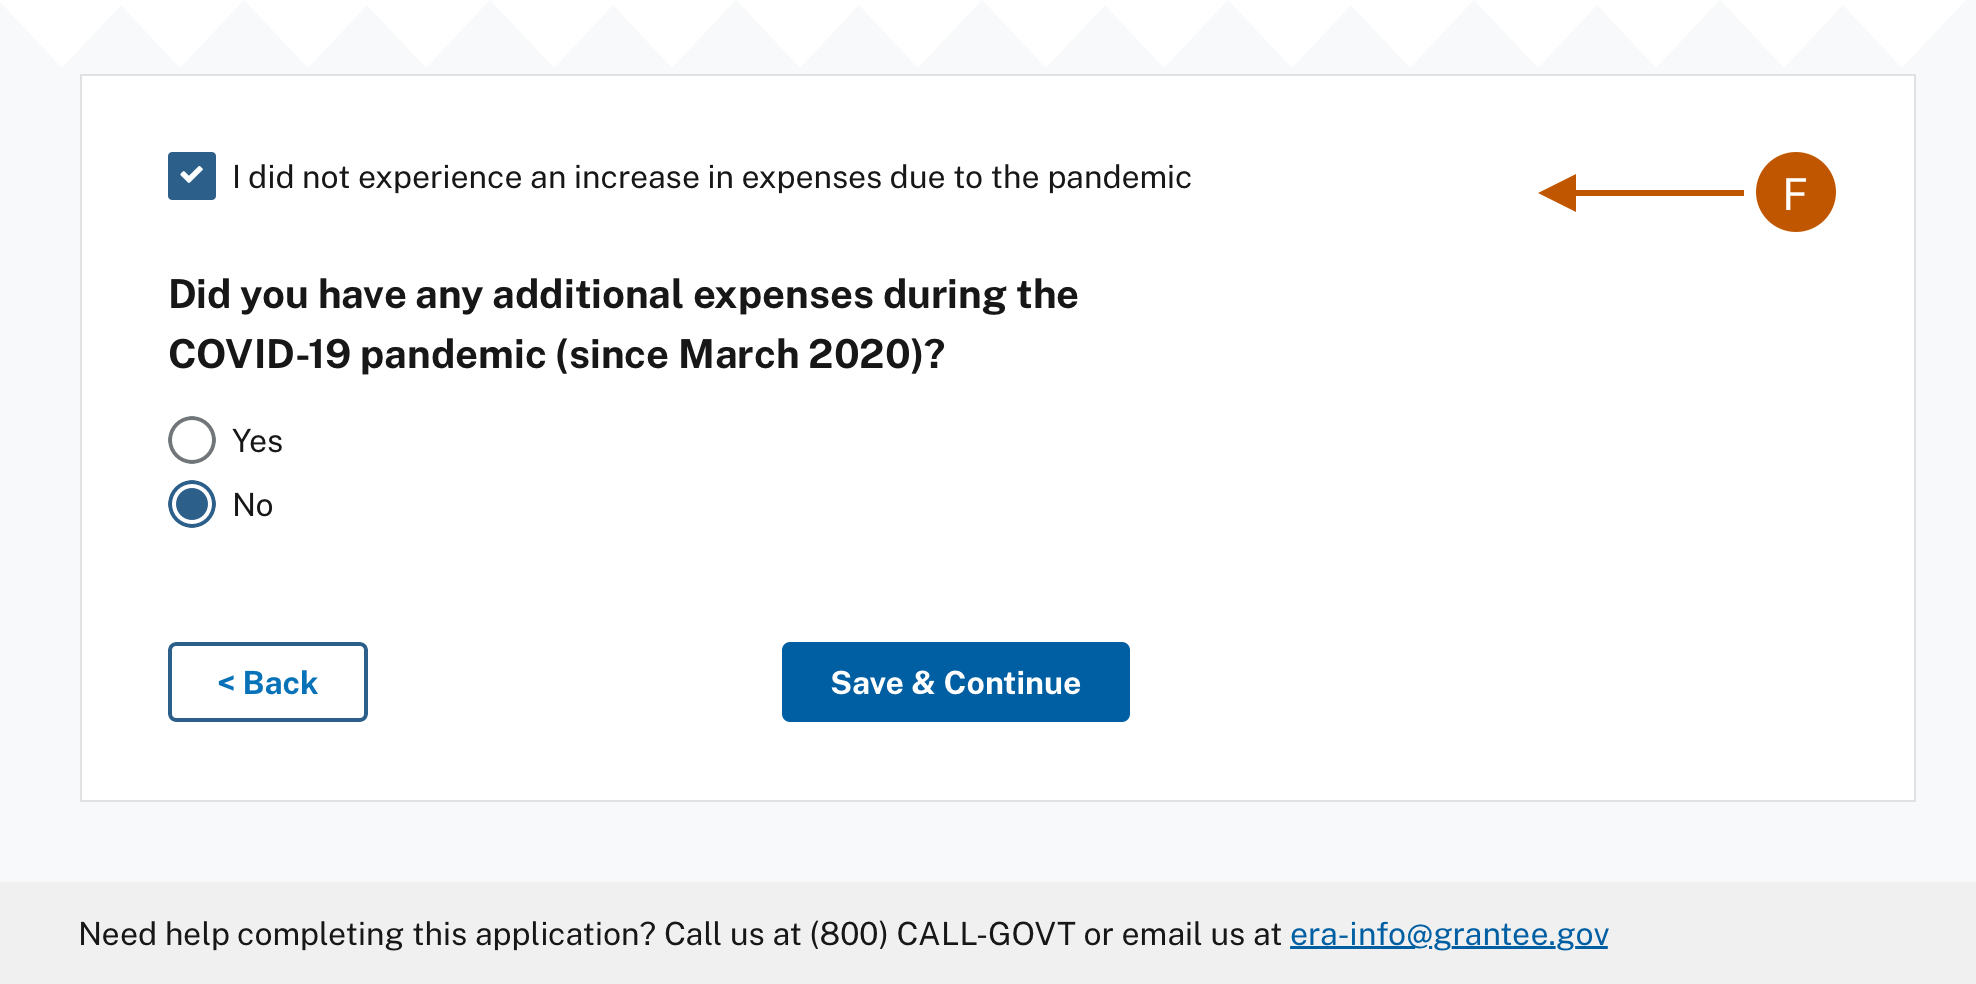 I did not experience an increase in expenses due to the pandemic
F
Did you have any additional expenses during the
COVID-19 pandemic (since March 2020)?
Yes
No
< Back
Save & Continue
Need help completing this application? Call us at (800) CALL-GOVT or email us at era-info@grantee.gov